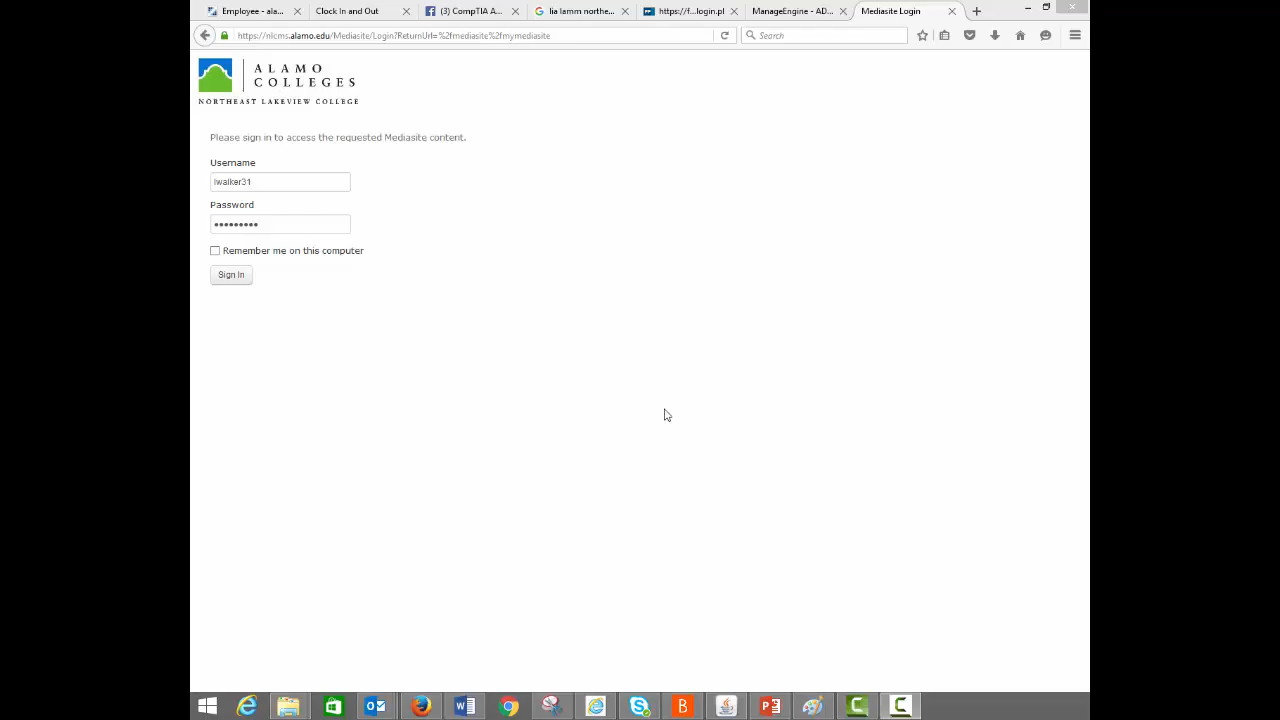 Employee - ala...
Clock In and Out
(3) CompTIA A...
lia lamm northe...
https://f...login.pl
ManageEngine - AD...
Mediasite Login
https://nlcms.alamo.edu/Mediasite/Login?ReturnUrl=%2fmediasite%2fmymediasite
Search
ALAMO
COLLEGES
NORTHEAST LAKEVIEW COLLEGE
Please sign in to access the requested Mediasite content.
Username
lwalker31
Password
Remember me on this computer
Sign In